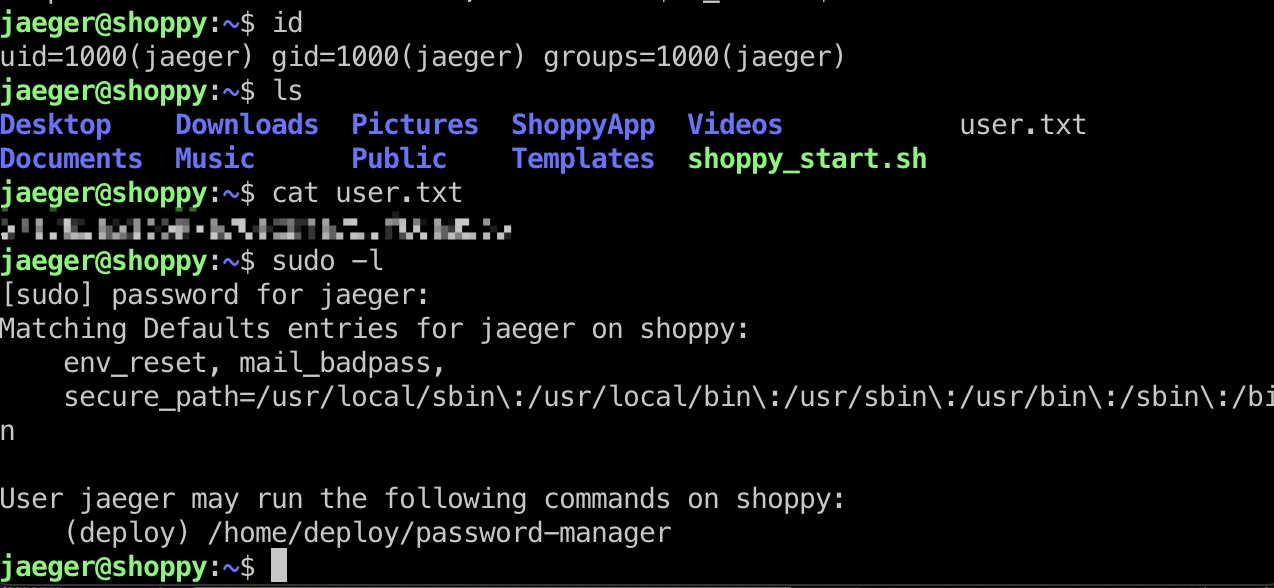 jaeger@shoppy:~$ id
uid=1000(jaeger) gid=1000(jaeger) groups=1000(jaeger)
jaeger@shoppy:~$ ls
Desktop    Downloads  Pictures  ShoppyApp  Videos           user.txt
Documents  Music      Public    Templates  shoppy_start.sh
jaeger@shoppy:~$ cat user.txt
jaeger@shoppy:~$ sudo -l
[sudo] password for jaeger:
Matching Defaults entries for jaeger on shoppy:
    env_reset, mail_badpass,
    secure_path=/usr/local/sbin\:/usr/local/bin\:/usr/sbin\:/usr/bin\:/sbin\:/bi
n
User jaeger may run the following commands on shoppy:
    (deploy) /home/deploy/password-manager
jaeger@shoppy:~$